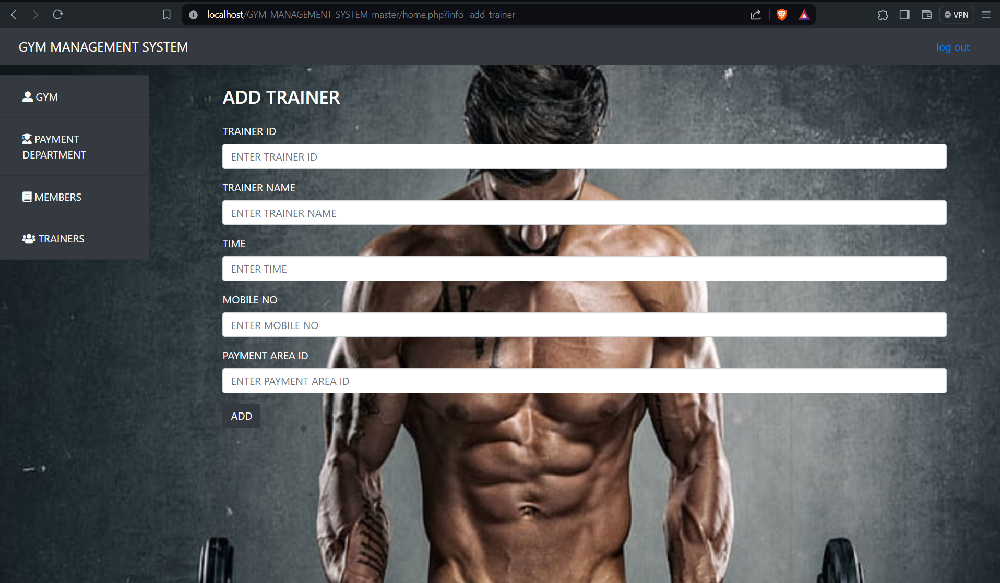 localhost/GYM-MANAGEMENT-SYSTEM-master/home.php?info=add_trainer
VPN
GYM MANAGEMENT SYSTEM
log out
GYM
PAYMENT
DEPARTMENT
MEMBERS
TRAINERS
ADD TRAINER
TRAINER ID
ENTER TRAINER ID
TRAINER NAME
ENTER TRAINER NAME
TIME
ENTER TIME
MOBILE NO
ENTER MOBILE NO
PAYMENT AREA ID
ENTER PAYMENT AREA ID
ADD